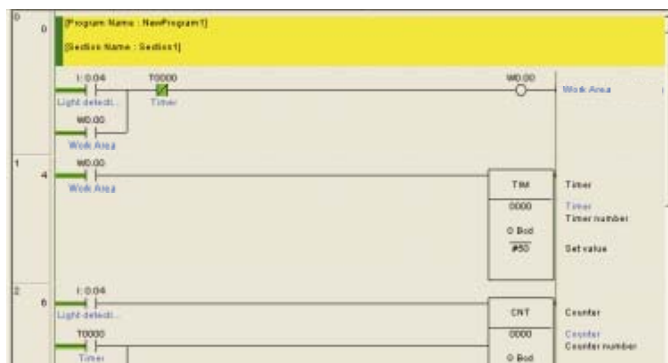 0
0
[Program Name : NewProgram1]
[Section Name : Section1]
I: 0.04
T0000
W0.00
Work Area
Light detecti...
Timer
W0.00
Work Area
1
4
W0.00
Work Area
TIM
Timer
0000
Timer
Timer number
0 Bcd
#50
Set value
2
6
I: 0.04
Light detecti...
CNT
Counter
T0000
0000
Counter
Counter number
Timer
0 Bcd